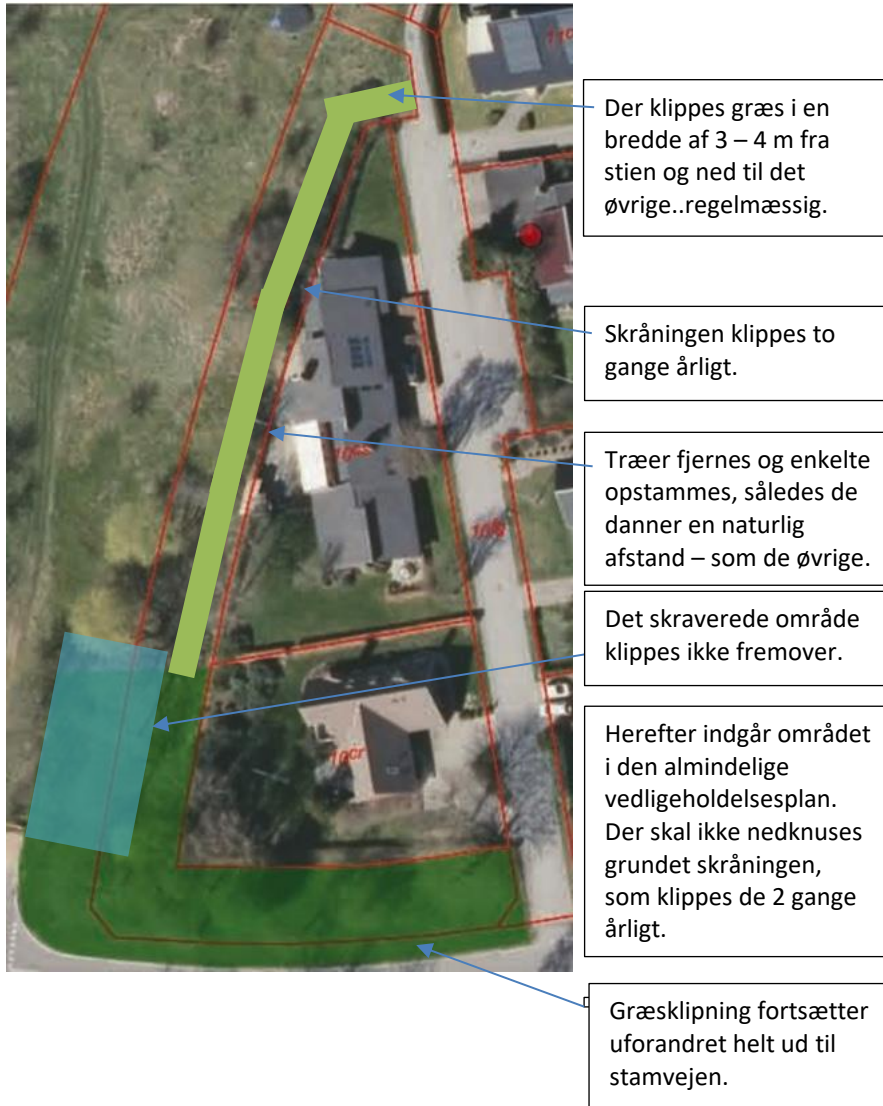 Der klippes græs i en
bredde af 3 – 4 m fra
stien og ned til det
øvrige..regelmæssig.
Skråningen klippes to
gange årligt.
Træer fjernes og enkelte
opstammes, således de
danner en naturlig
afstand – som de øvrige.
Det skraverede område
klippes ikke fremover.
Herefter indgår området
i den almindelige
vedligeholdelsesplan.
Der skal ikke nedknuses
grundet skråningen,
som klippes de 2 gange
årligt.
Græsklipning fortsætter
uforandret helt ud til
stamvejen.
10cr